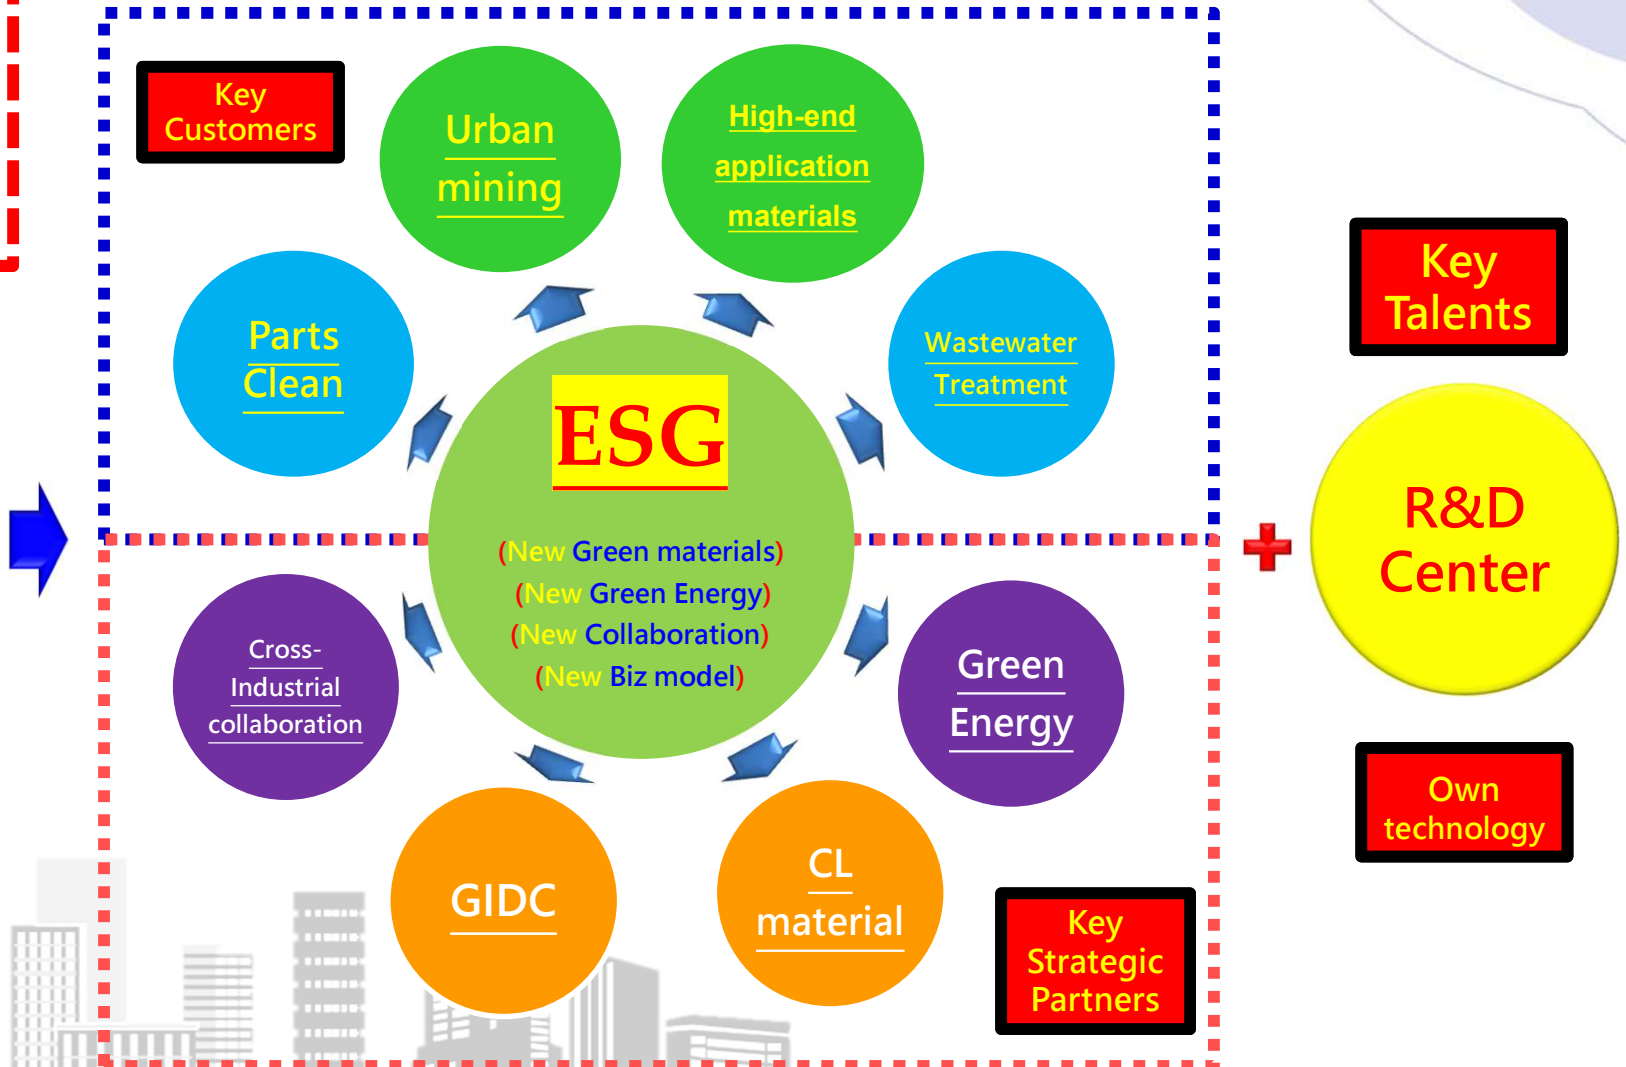 Key
Customers
Urban
mining
High-end
application
materials
Parts
Clean
Wastewater
Treatment
ESG
(New Green materials)
(New Green Energy)
(New Collaboration)
(New Biz model)
Cross-
Industrial
collaboration
Green
Energy
GIDC
CL
material
Key
Strategic
Partners
Key
Talents
R&D
Center
Own
technology